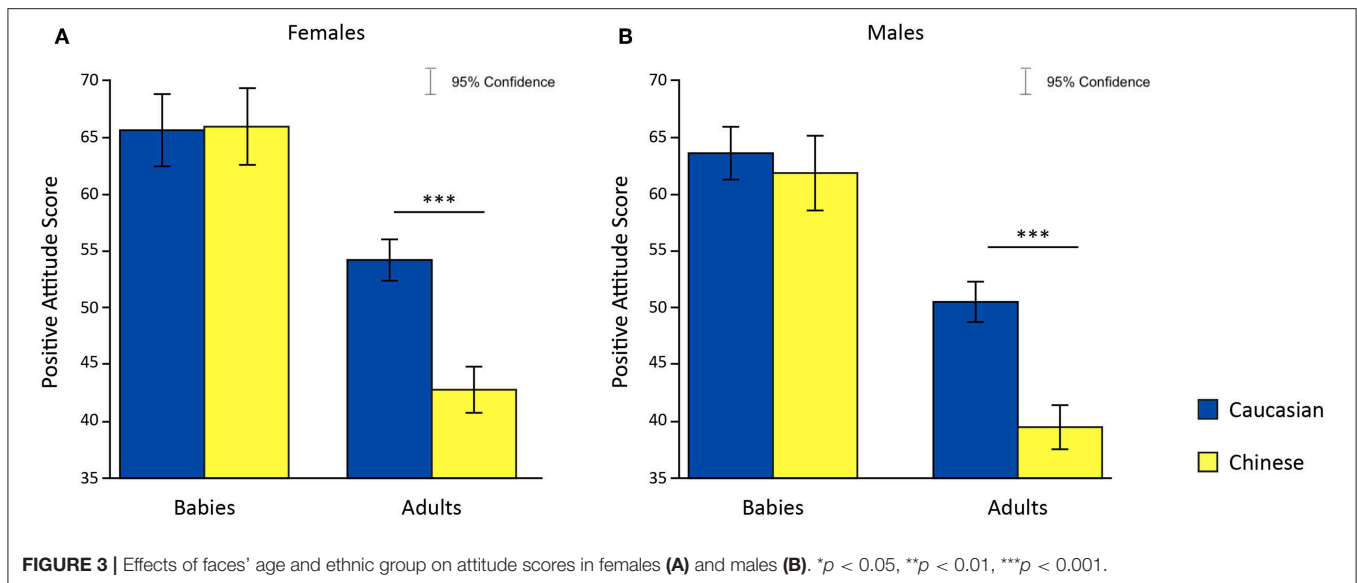 A
Females
95% Confidence
Positive Attitude Score
70
65
60
55
50
45
40
35
***
Babies
Adults
B
Males
95% Confidence
Positive Attitude Score
70
65
60
55
50
45
40
35
***
Babies
Adults
Caucasian
Chinese
FIGURE 3 | Effects of faces' age and ethnic group on attitude scores in females (A) and males (B). *p < 0.05, **p < 0.01, ***p < 0.001.